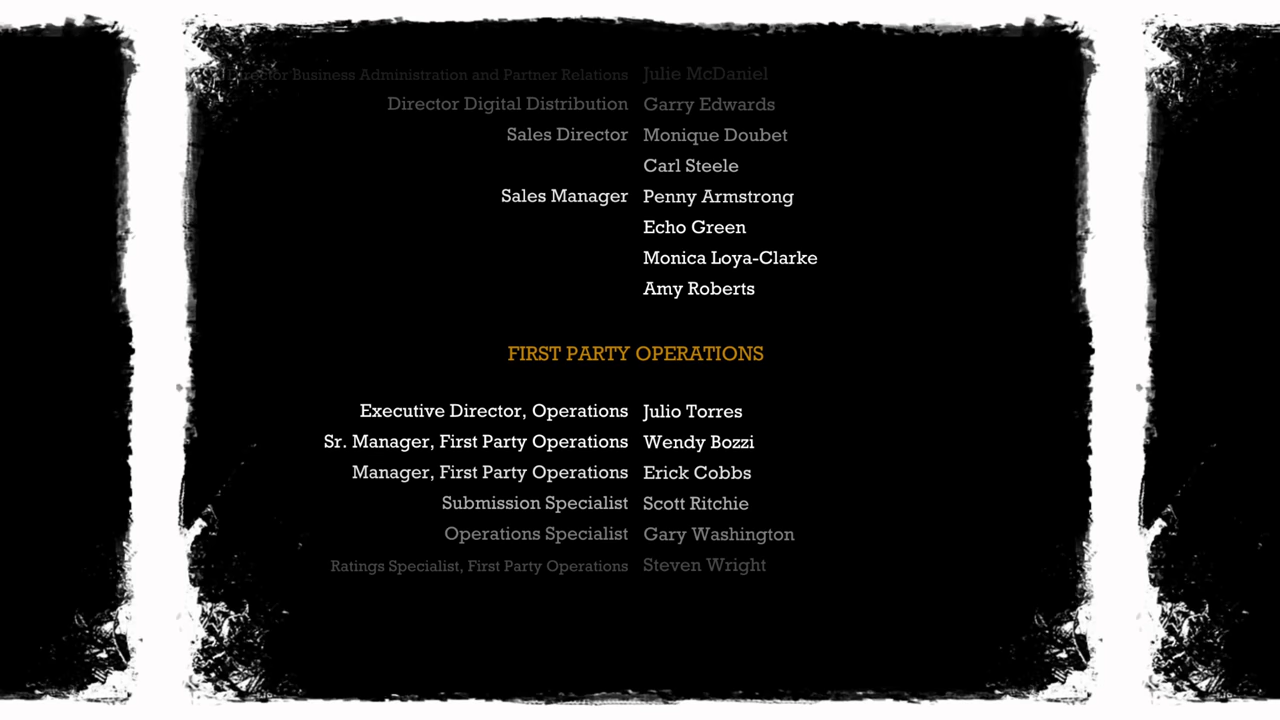 Director Business Administration and Partner Relations Julie McDaniel
Director Digital Distribution Garry Edwards
Sales Director Monique Doubet
Carl Steele
Sales Manager Penny Armstrong
Echo Green
Monica Loya-Clarke
Amy Roberts
FIRST PARTY OPERATIONS
Executive Director, Operations Julio Torres
Sr. Manager, First Party Operations Wendy Bozzi
Manager, First Party Operations Erick Cobbs
Submission Specialist Scott Ritchie
Operations Specialist Gary Washington
Ratings Specialist, First Party Operations Steven Wright